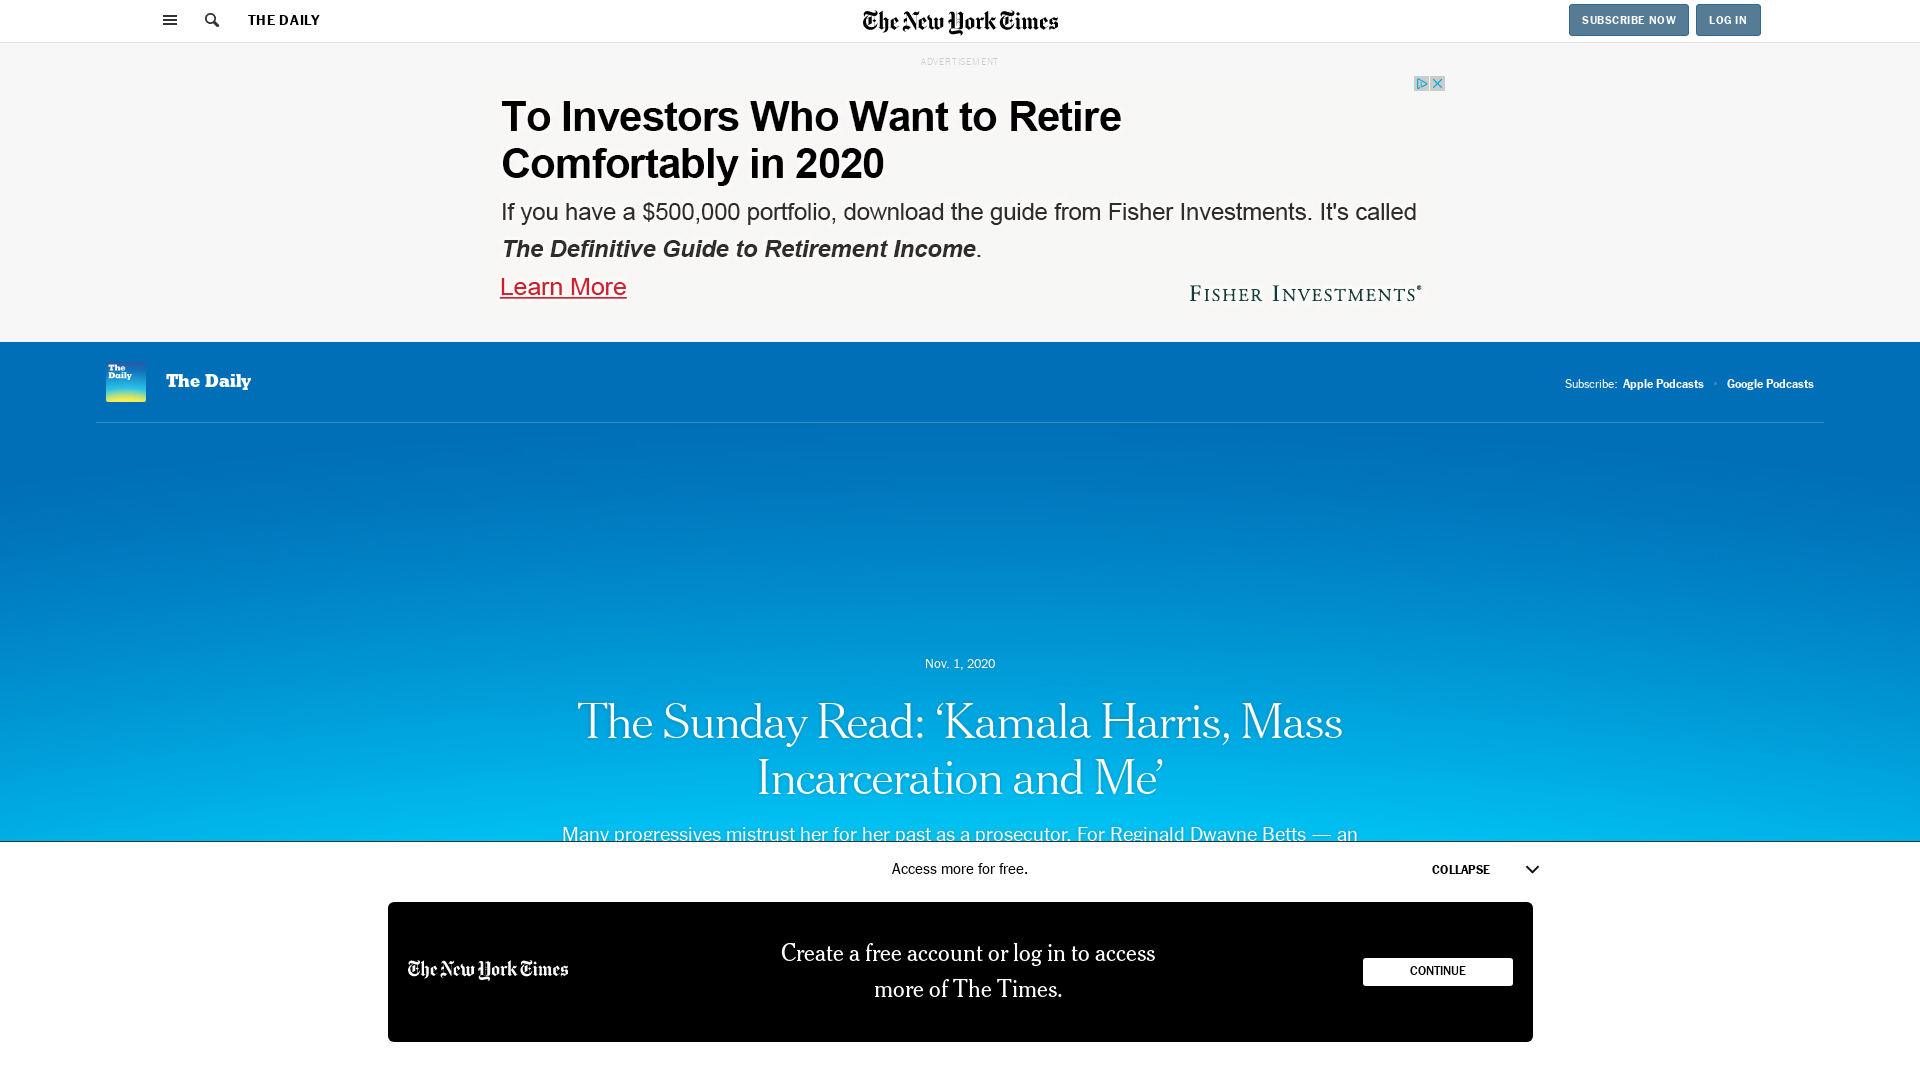 THE DAILY
The New York Times
SUBSCRIBE NOW
LOG IN
ADVERTISEMENT
To Investors Who Want to Retire
Comfortably in 2020
If you have a $500,000 portfolio, download the guide from Fisher Investments. It's called
The Definitive Guide to Retirement Income.
Learn More
FISHER INVESTMENTS®
The
Daily
The Daily
Subscribe: Apple Podcasts • Google Podcasts
Nov. 1, 2020
The Sunday Read: ‘Kamala Harris, Mass
Incarceration and Me’
Many progressives mistrust her for her past as a prosecutor. For Reginald Dwayne Betts — an
Access more for free.
COLLAPSE
The New York Times
Create a free account or log in to access
more of The Times.
CONTINUE